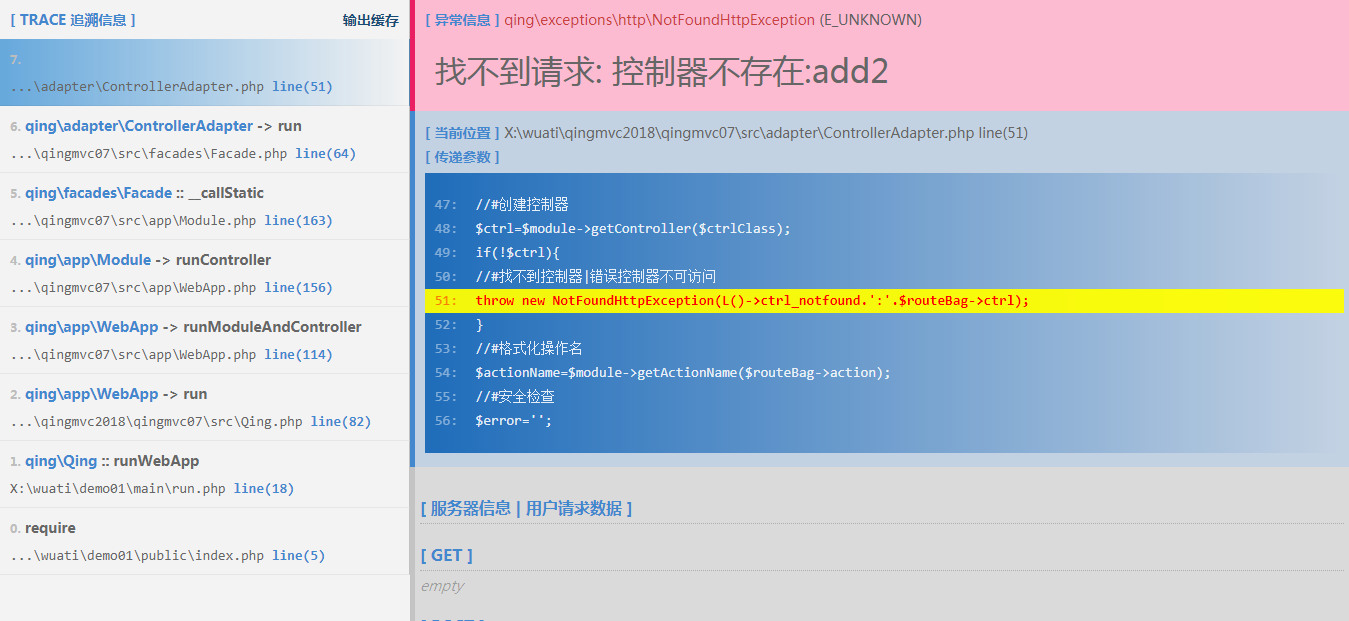 [ TRACE 追溯信息 ] 输出缓存
7.
...\adapter\ControllerAdapter.php line(51)
6. qing\adapter\ControllerAdapter -> run
...\qingmvc07\src\facades\Facade.php line(64)
5. qing\facades\Facade :: __callStatic
...\qingmvc07\src\app\Module.php line(163)
4. qing\app\Module -> runController
...\qingmvc07\src\app\WebApp.php line(156)
3. qing\app\WebApp -> runModuleAndController
...\qingmvc07\src\app\WebApp.php line(114)
2. qing\app\WebApp -> run
...\qingmvc2018\qingmvc07\src\Qing.php line(82)
1. qing\Qing :: runWebApp
X:\wuati\demo01\main\run.php line(18)
0. require
...\wuati\demo01\public\index.php line(5)
[ 异常信息 ] qing\exceptions\http\NotFoundHttpException (E_UNKNOWN)
找不到请求: 控制器不存在:add2
[ 当前位置 ] X:\wuati\qingmvc2018\qingmvc07\src\adapter\ControllerAdapter.php line(51)
[ 传递参数 ]
47: //#创建控制器
48: $ctrl=$module->getController($ctrlClass);
49: if(!$ctrl){
50: //#找不到控制器|错误控制器不可访问
51: throw new NotFoundHttpException(L()->ctrl_notfound.':'.$routeBag->ctrl);
52: }
53: //#格式化操作名
54: $actionName=$module->getActionName($routeBag->action);
55: //#安全检查
56: $error='';
[ 服务器信息 | 用户请求数据 ]
[ GET ]
empty